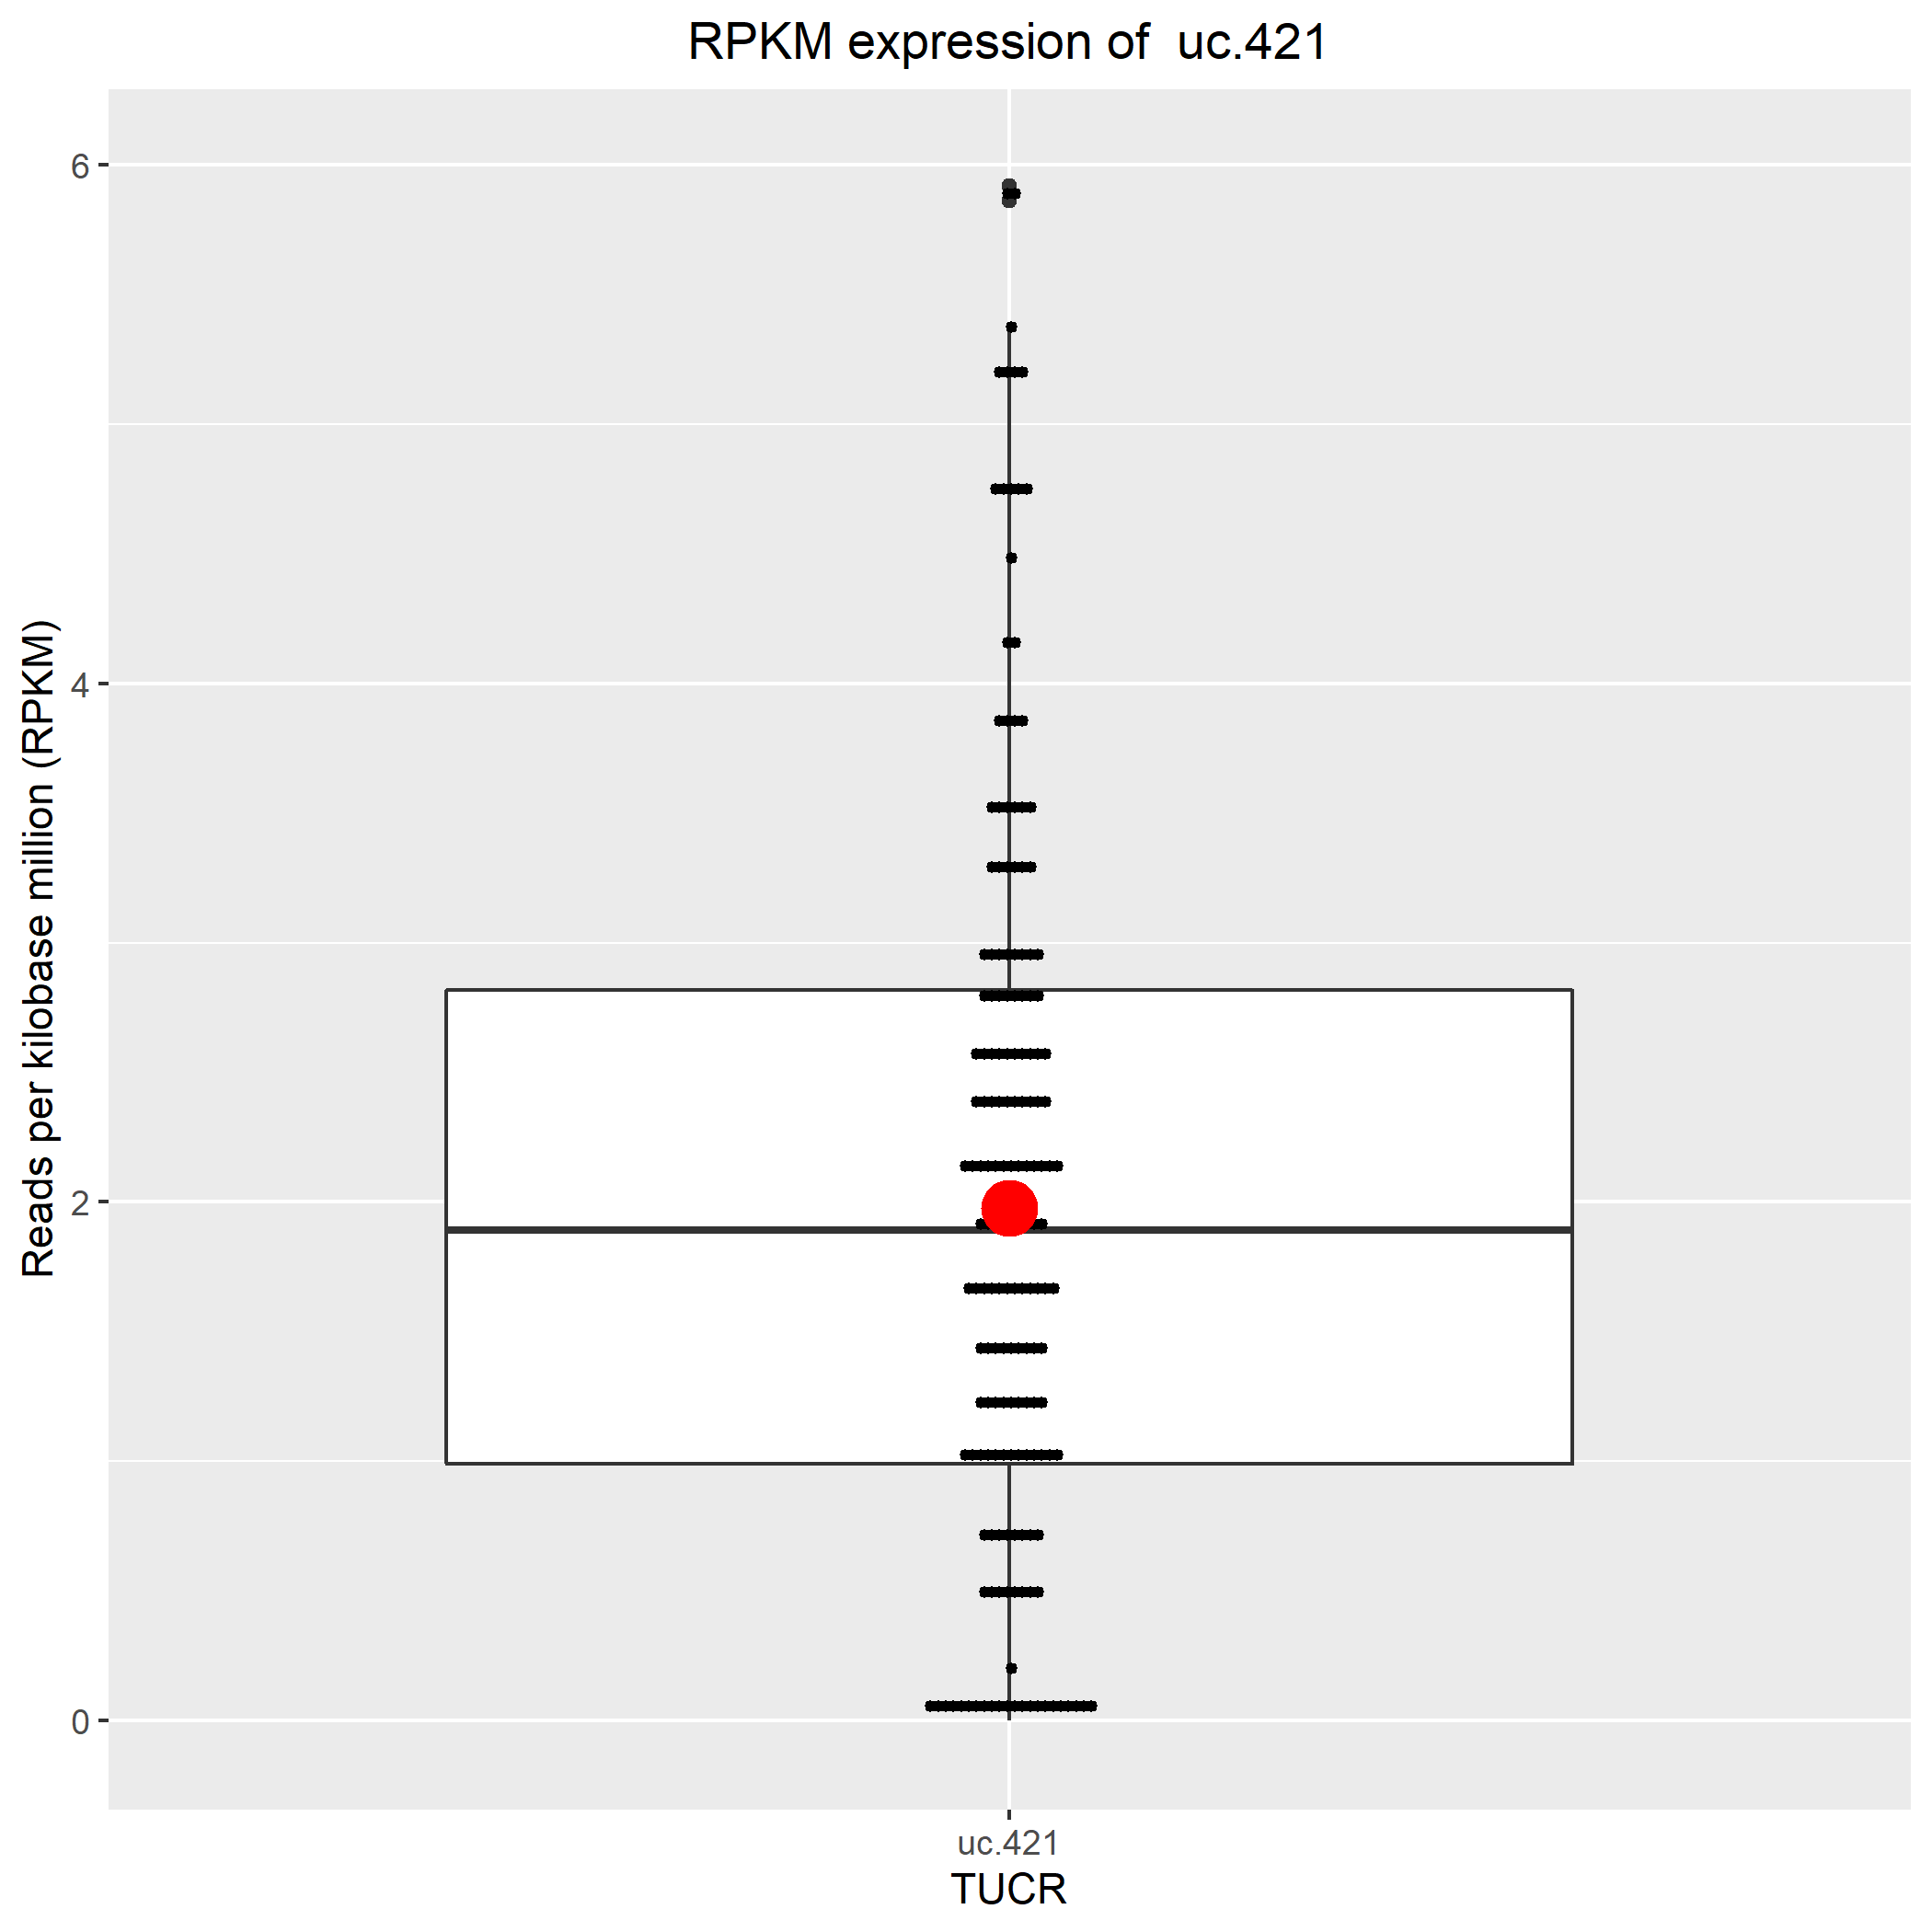 RPKM expression of  uc.421
Reads per kilobase million (RPKM)
6
4
2
0
uc.421
TUCR